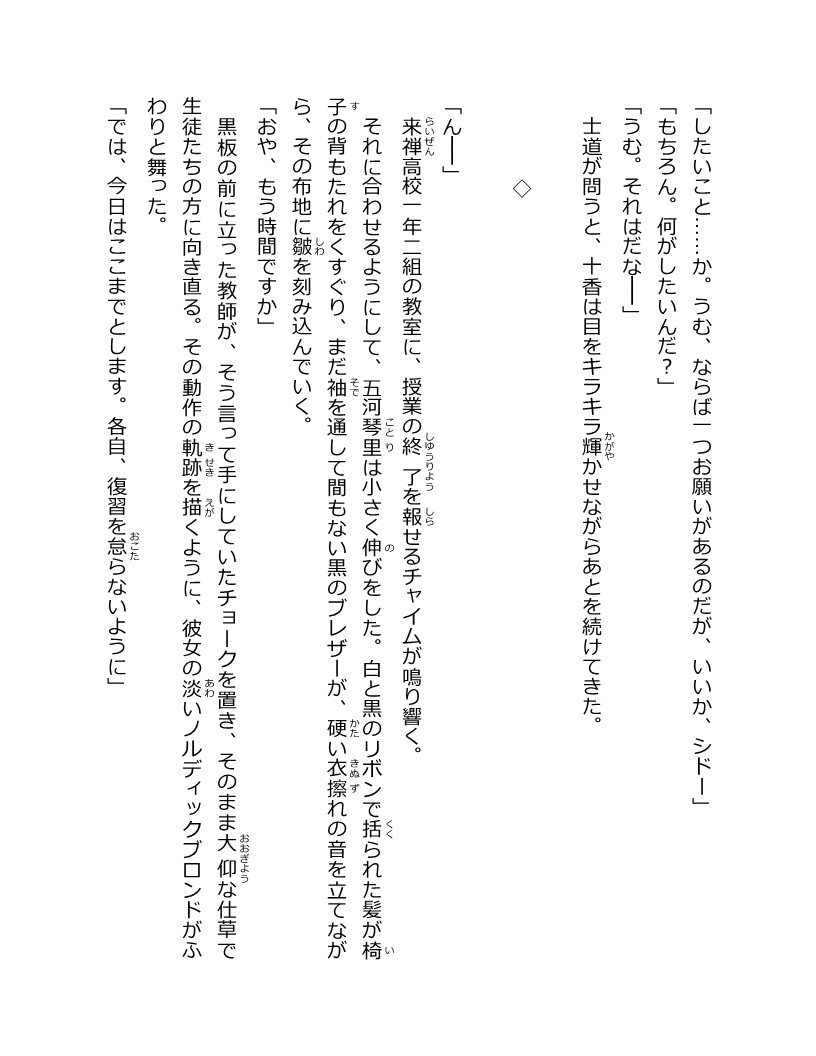 「したいこと……か。うむ、ならば一つお願いがあるのだが、いいか、シドー」
「もちろん。何がしたいんだ？」
「うむ。それはだな――」
士道が問うと、十香は目をキラキラ輝かせながらあとを続けてきた。
◇
「ん――」
来禅高校一年二組の教室に、授業の終了を報せるチャイムが鳴り響く。
それに合わせるようにして、五河琴里は小さく伸びをした。白と黒のリボンで括られた髪が椅
子の背もたれをくすぐり、まだ袖を通して間もない黒のブレザーが、硬い衣擦れの音を立てなが
ら、その布地に皺を刻み込んでいく。
「おや、もう時間ですか」
黒板の前に立った教師が、そう言って手にしていたチョークを置き、そのまま大仰な仕草で
生徒たちの方に向き直る。その動作の軌跡を描くように、彼女の淡いノルディックブロンドがふ
わりと舞った。
「では、今日はここまでとします。各自、復習を怠らないように」